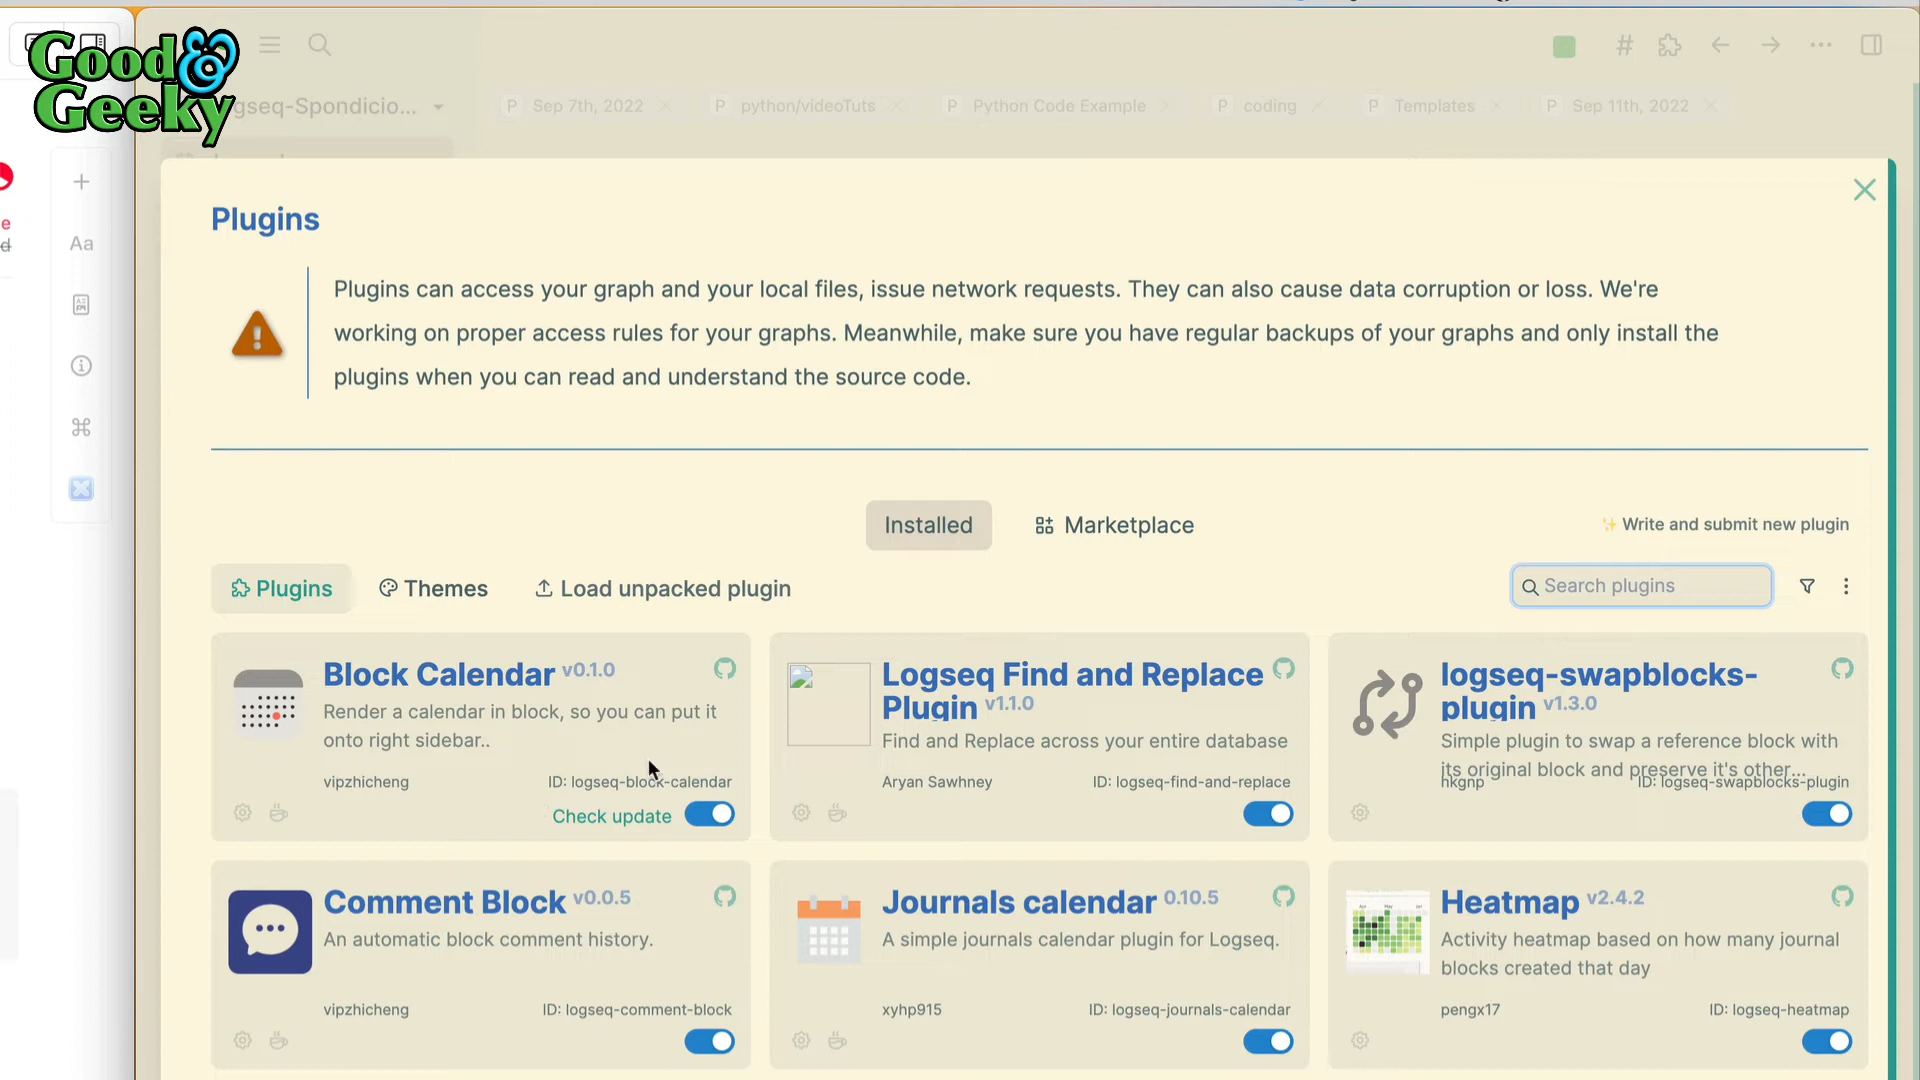 Good &
Geeky
gseq-Spondicio...
P Sep 7th, 2022
P python/videoTuts
P Python Code Example
P coding
P Templates
P Sep 11th, 2022
Aa
e
d
Plugins
Plugins can access your graph and your local files, issue network requests. They can also cause data corruption or loss. We're
working on proper access rules for your graphs. Meanwhile, make sure you have regular backups of your graphs and only install the
plugins when you can read and understand the source code.
Installed
Marketplace
Write and submit new plugin
Plugins
Themes
Load unpacked plugin
Search plugins
Block Calendar v0.1.0
Render a calendar in block, so you can put it
onto right sidebar..
vipzhicheng
ID: logseq-block-calendar
Check update
Logseq Find and Replace
Plugin v1.1.0
Find and Replace across your entire database
Aryan Sawhney
ID: logseq-find-and-replace
logseq-swapblocks-
plugin v1.3.0
Simple plugin to swap a reference block with
its original block and preserve it's other...
hkgnp
ID: logseq-swapblocks-plugin
Comment Block v0.0.5
An automatic block comment history.
vipzhicheng
ID: logseq-comment-block
Journals calendar 0.10.5
A simple journals calendar plugin for Logseq.
xyhp915
ID: logseq-journals-calendar
Heatmap v2.4.2
Activity heatmap based on how many journal
blocks created that day
pengx17
ID: logseq-heatmap